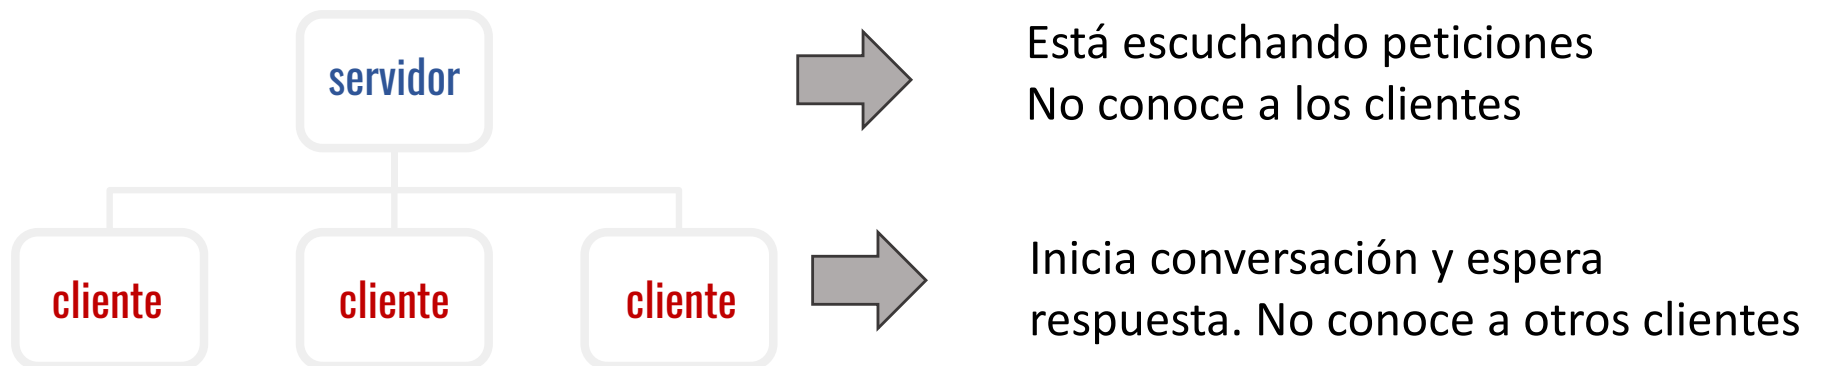 servidor
Está escuchando peticiones
No conoce a los clientes
cliente
cliente
cliente
Inicia conversación y espera
respuesta. No conoce a otros clientes